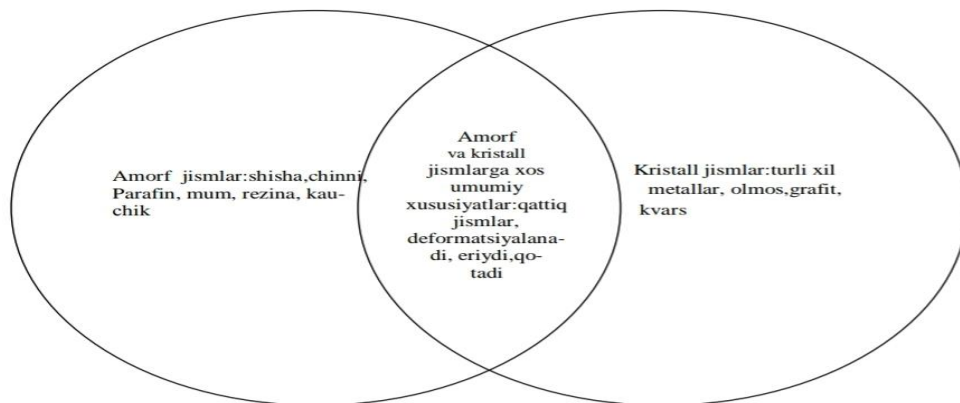 Amorf jismlar:shisha,chinni,
Parafin, mum, rezina, kau-
chik
Amorf
va kristall
jismlarga xos
umumiy
xususiyatlar:qattiq
jismlar,
deformatsiyalana-
di, eriydi,qo-
tadi
Kristall jismlar:turli xil
metallar, olmos,grafit,
kvars